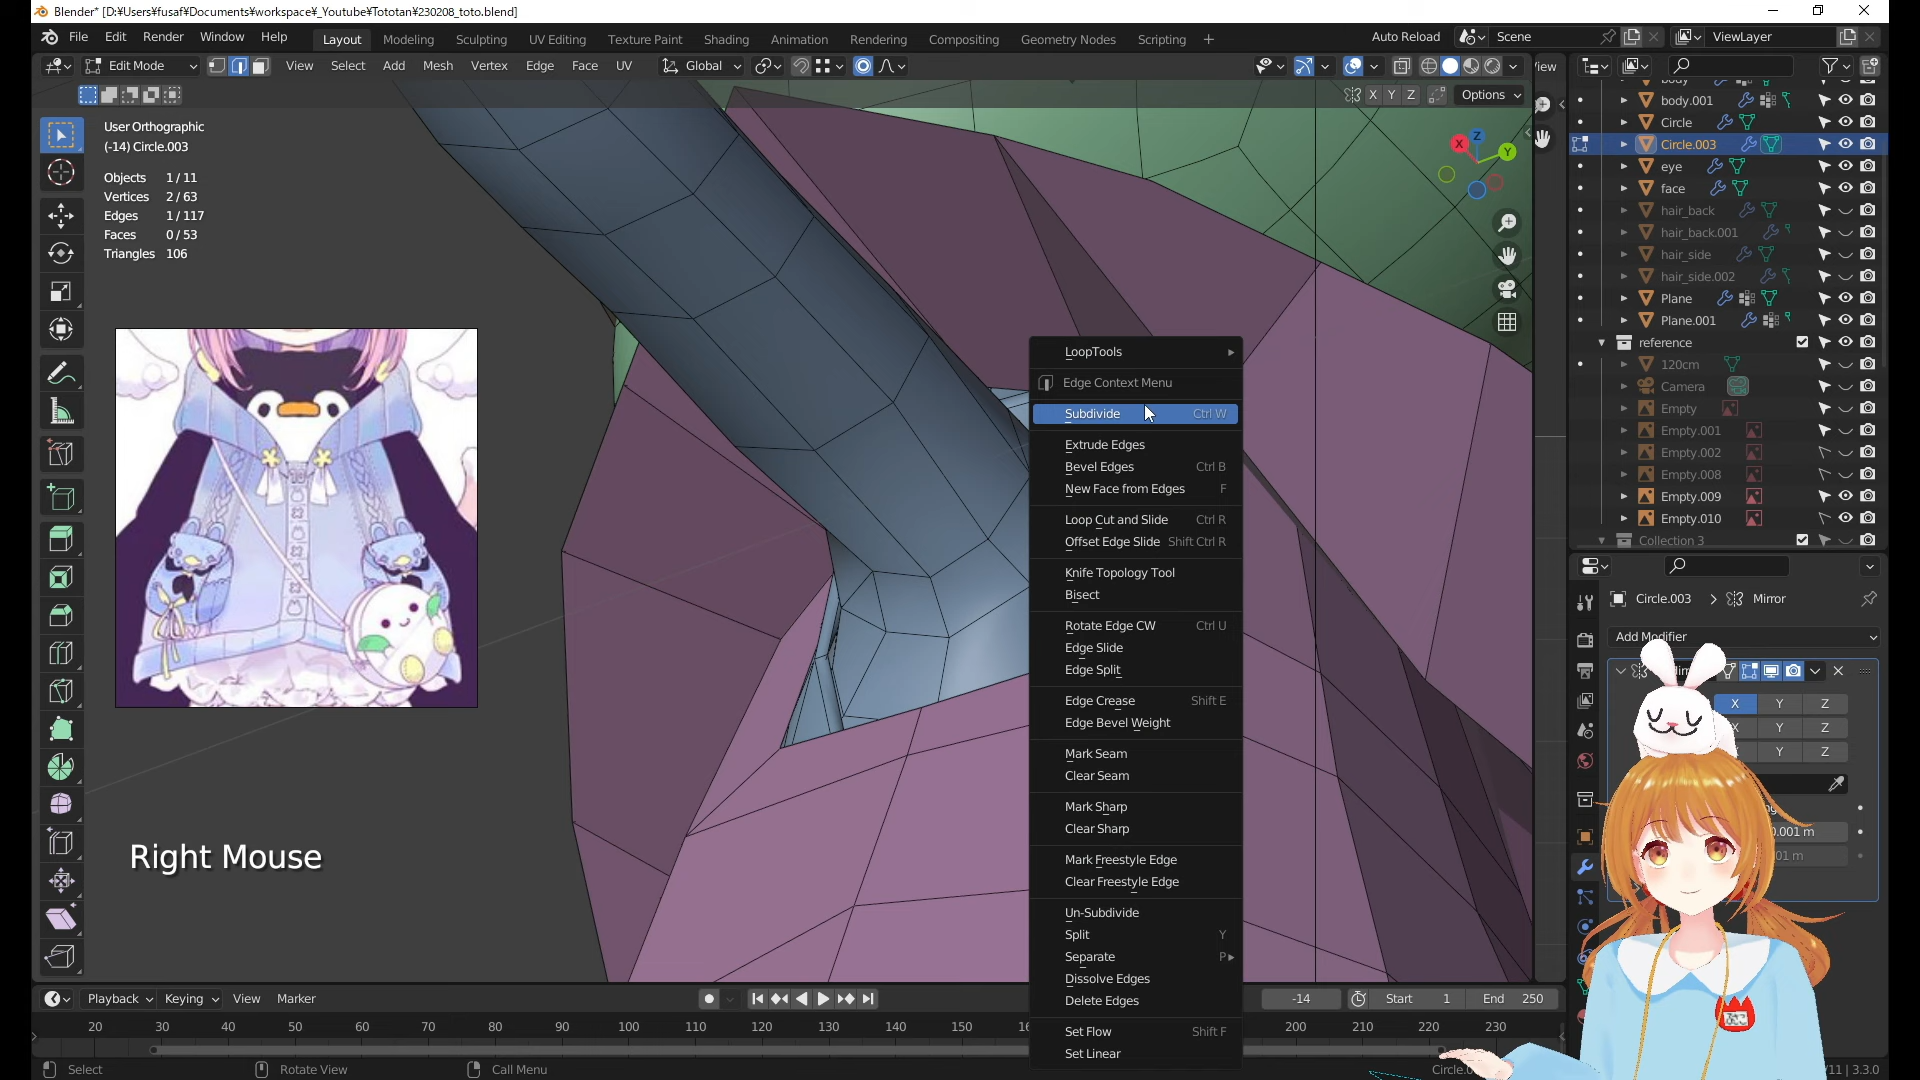 Blender* [D:¥Users¥fusaf¥Documents¥workspace¥_Youtube¥Tototan¥230208_toto.blend]
File Edit Render Window Help
Layout Modeling Sculpting UV Editing Texture Paint Shading Animation Rendering Compositing Geometry Nodes Scripting +
Auto Reload Scene ViewLayer
Edit Mode View Select Add Mesh Vertex Edge Face UV Global
X Y Z Options
User Orthographic
(-14) Circle.003
Objects 1/11
Vertices 2/63
Edges 1/117
Faces 0/53
Triangles 106
X Z Y
LoopTools
Edge Context Menu
Subdivide Ctrl W
Extrude Edges
Bevel Edges Ctrl B
New Face from Edges F
Loop Cut and Slide Ctrl R
Offset Edge Slide Shift Ctrl R
Knife Topology Tool
Bisect
Rotate Edge CW Ctrl U
Edge Slide
Edge Split
Edge Crease Shift E
Edge Bevel Weight
Mark Seam
Clear Seam
Mark Sharp
Clear Sharp
Mark Freestyle Edge
Clear Freestyle Edge
Un-Subdivide
Split Y
Separate P
Dissolve Edges
Delete Edges
Set Flow Shift F
Set Linear
Right Mouse
body
body.001
Circle
Circle.003
eye
face
hair_back
hair_back.001
hair_side
hair_side.002
Plane
Plane.001
reference
120cm
Camera
Empty
Empty.001
Empty.002
Empty.008
Empty.009
Empty.010
Collection 3
Circle.003 > Mirror
Add Modifier
X Y Z
Y Z
Y Z
0.001 m
Playback Keying View Marker
-14 Start 1 End 250
20 30 40 50 60 70 80 90 100 110 120 130 140 150 200 210 220 230
Select Rotate View Call Menu
3.3.0